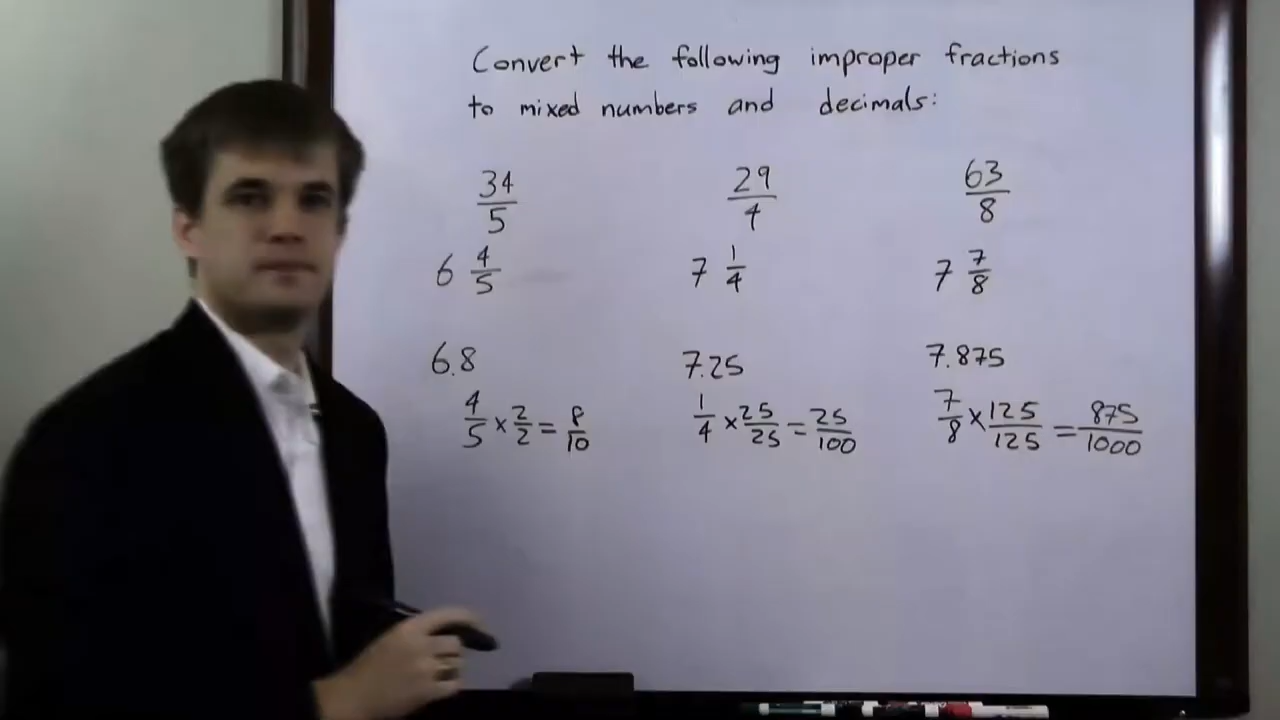 Convert the following improper fractions
to mixed numbers and decimals:
34/5 29/4 63/8
6 4/5 7 1/4 7 7/8
6.8 7.25 7.875
4/5 × 2/2 = 8/10 1/4 × 25/25 = 25/100 7/8 × 125/125 = 875/1000